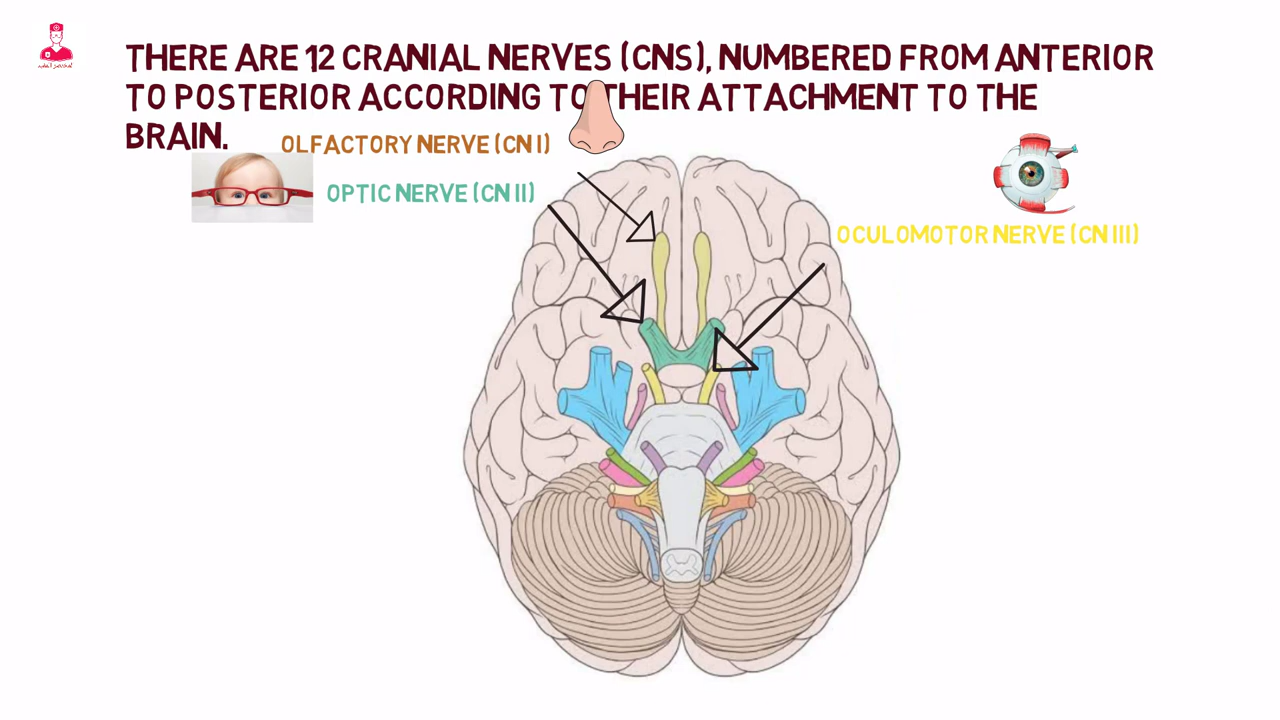 THERE ARE 12 CRANIAL NERVES (CNS), NUMBERED FROM ANTERIOR
TO POSTERIOR ACCORDING TO THEIR ATTACHMENT TO THE
BRAIN.
OLFACTORY NERVE (CN I)
OPTIC NERVE (CN II)
OCULOMOTOR NERVE (CN III)